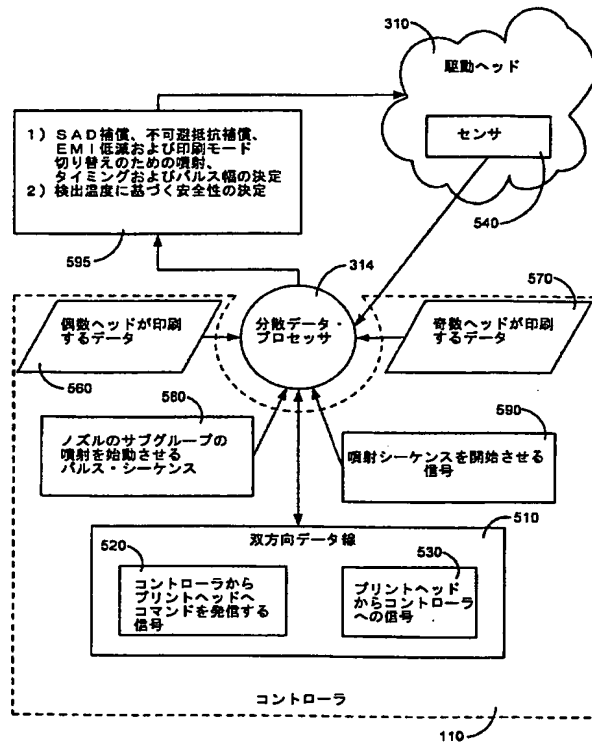 310
駆動ヘッド
センサ
540
1) SAD補償、不可避抵抗補償、
EMI低減および印刷モード
切り替えのための噴射、
タイミングおよびパルス幅の決定
2) 検出温度に基づく安全性の決定
595
314
570
偶数ヘッドが印刷
するデータ
分散データ・
プロセッサ
奇数ヘッドが印刷
するデータ
560
580
590
ノズルのサブグループの
噴射を始動させる
パルス・シーケンス
噴射シーケンスを開始させる
信号
510
双方向データ線
520
530
コントローラから
プリントヘッドへ
コマンドを発信する
信号
プリントヘッド
からコントローラ
への信号
コントローラ
110